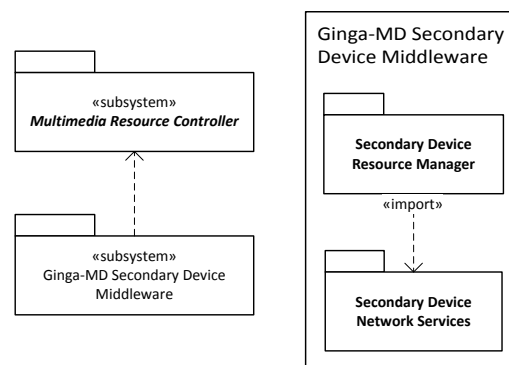 «subsystem»
Multimedia Resource Controller
«subsystem»
Ginga-MD Secondary Device
Middleware
Ginga-MD Secondary
Device Middleware
Secondary Device
Resource Manager
«import»
Secondary Device
Network Services